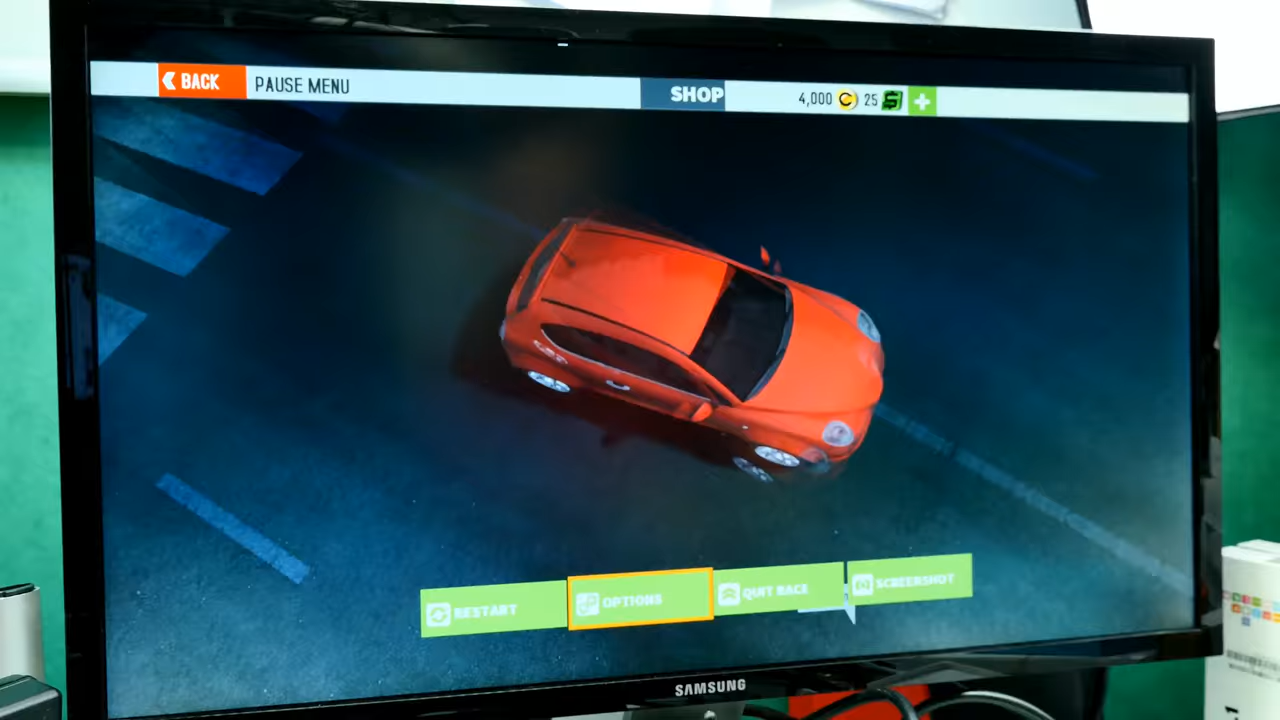 BACK PAUSE MENU SHOP 4,000 25
RESTART OPTIONS QUIT RACE SCREENSHOT
SAMSUNG